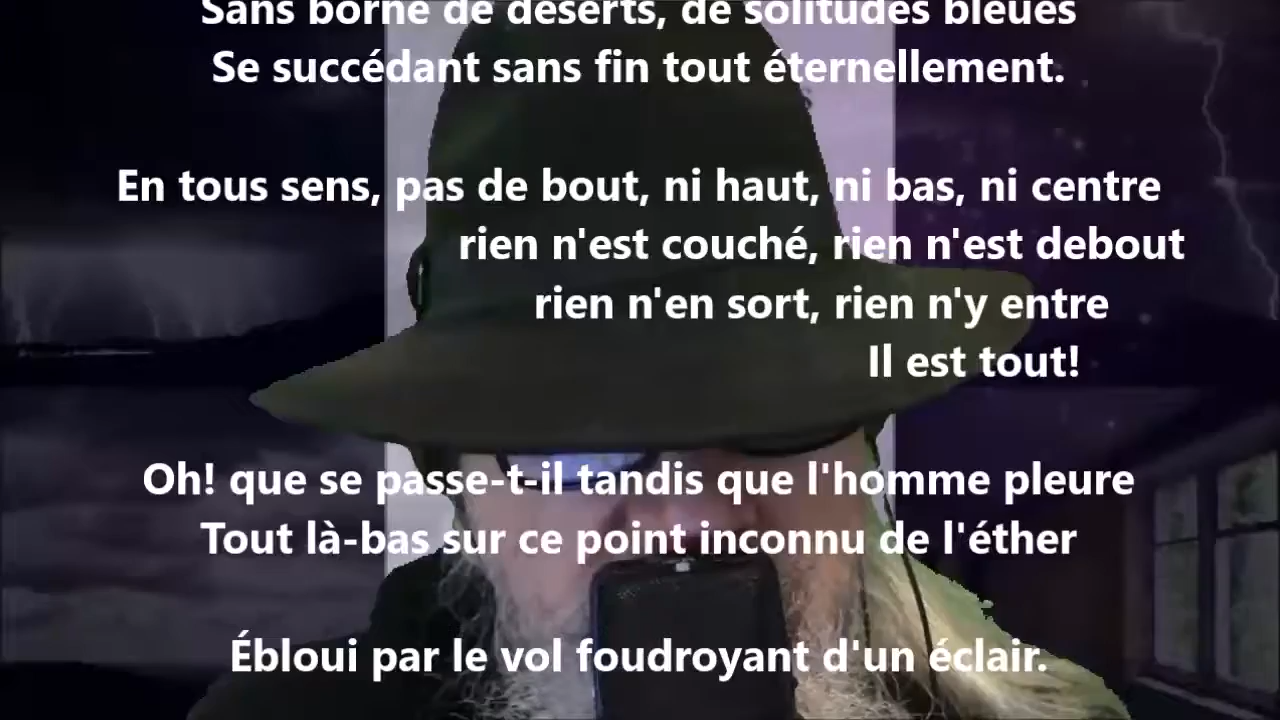 Sans borne de déserts, de solitudes bleues
Se succédant sans fin tout éternellement.
En tous sens, pas de bout, ni haut, ni bas, ni centre
rien n'est couché, rien n'est debout
rien n'en sort, rien n'y entre
Il est tout!
Oh! que se passe-t-il tandis que l'homme pleure
Tout là-bas sur ce point inconnu de l'éther
Ébloui par le vol foudroyant d'un éclair.